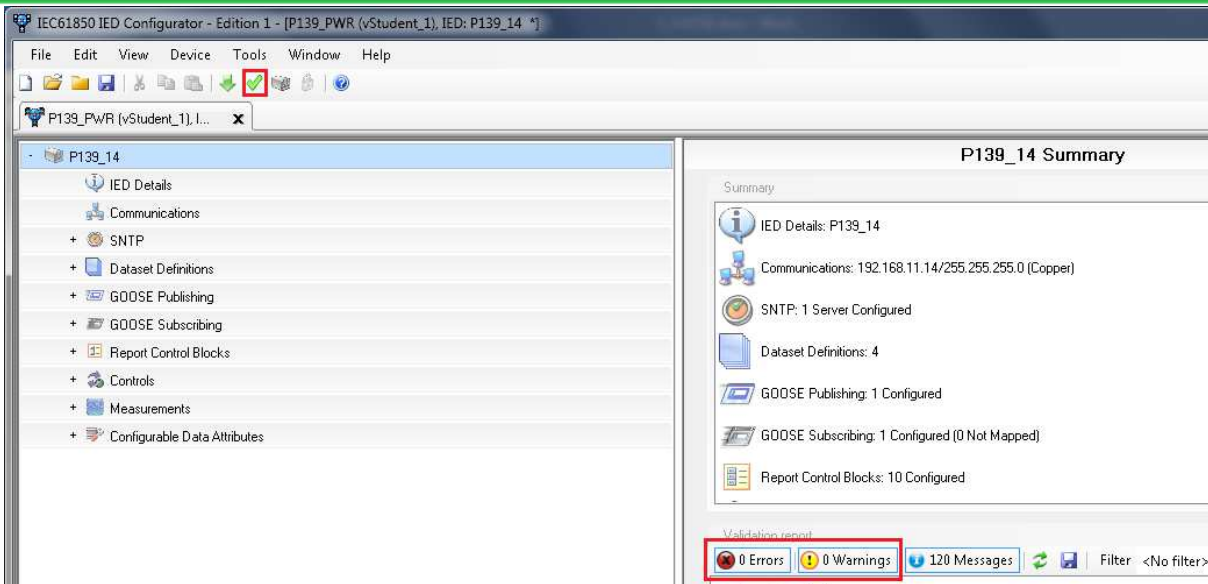 IEC61850 IED Configurator - Edition 1 - [P139_PWR (vStudent_1), IED: P139_14 *]
File Edit View Device Tools Window Help
P139_PWR (vStudent_1), I... X
P139_14
IED Details
Communications
+ SNTP
+ Dataset Definitions
+ GOOSE Publishing
+ GOOSE Subscribing
+ Report Control Blocks
+ Controls
+ Measurements
+ Configurable Data Attributes
P139_14 Summary
Summary
IED Details: P139_14
Communications: 192.168.11.14/255.255.255.0 (Copper)
SNTP: 1 Server Configured
Dataset Definitions: 4
GOOSE Publishing: 1 Configured
GOOSE Subscribing: 1 Configured (0 Not Mapped)
Report Control Blocks: 10 Configured
Validation report
0 Errors 0 Warnings 120 Messages Filter <No filter>